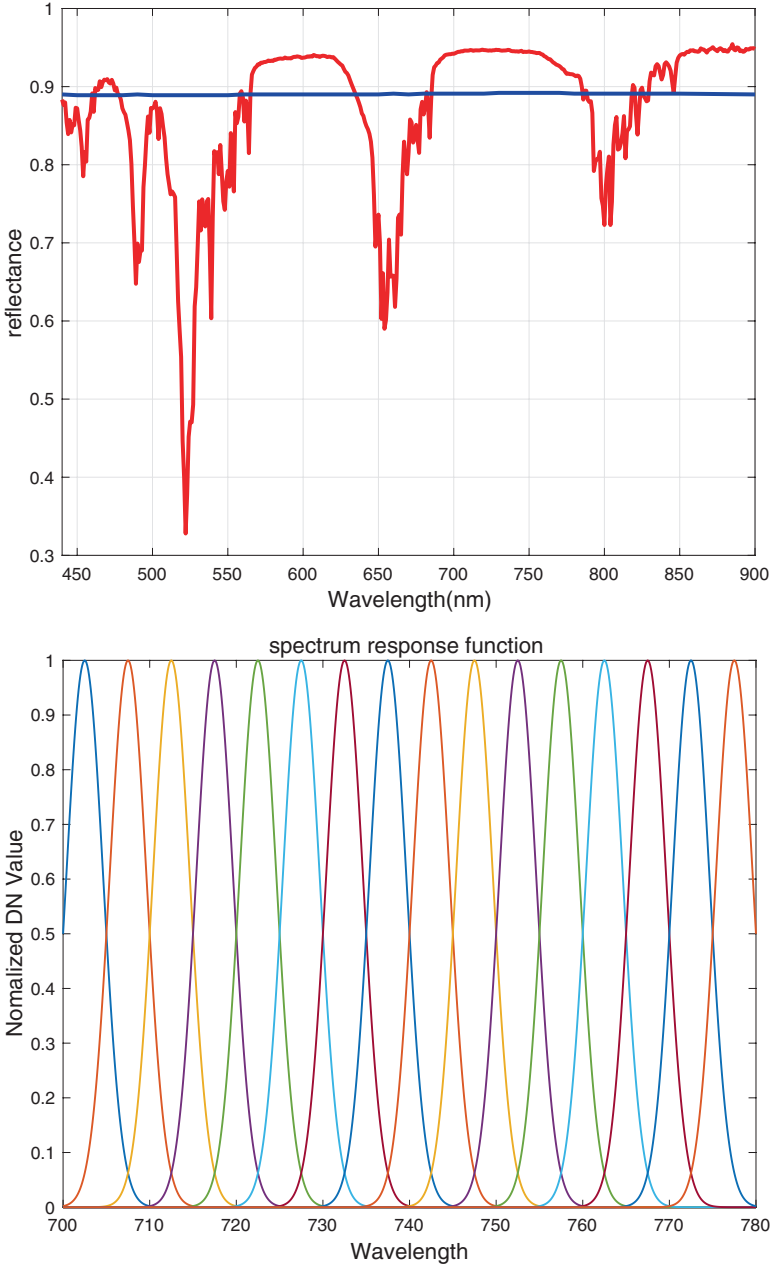 1
0.9
0.8
0.7
0.6
0.5
0.4
0.3
reflectance
450 500 550 600 650 700 750 800 850 900
Wavelength(nm)
spectrum response function
1
0.9
0.8
0.7
0.6
0.5
0.4
0.3
0.2
0.1
0
Nomalized DN Value
700 710 720 730 740 750 760 770 780
Wavelength